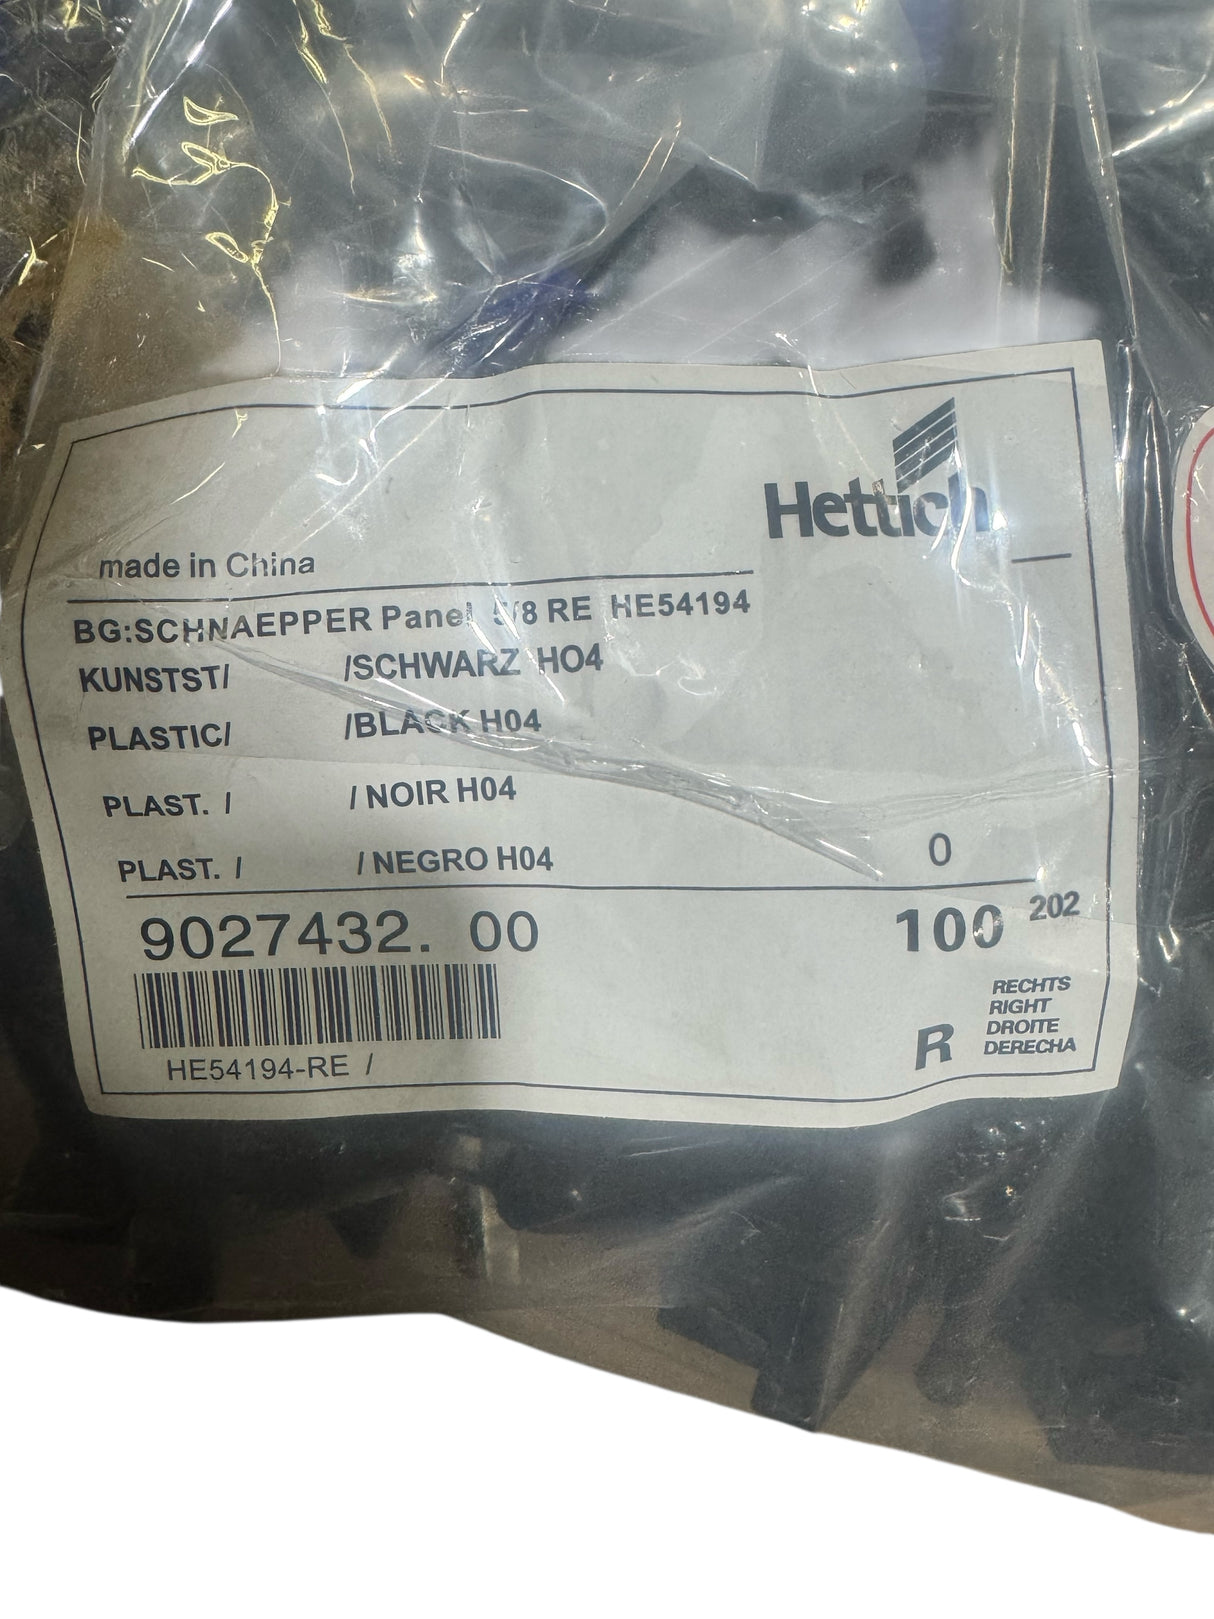 Hettich
made in China
BG:SCHNAEPPER Panel 5/8 RE HE54194
KUNSTST/ /SCHWARZ HO4
PLASTIC/ /BLACK H04
PLAST. / / NOIR H04
PLAST. / / NEGRO H04
0
9027432. 00
100 202
HE54194-RE /
R
RECHTS
RIGHT
DROITE
DERECHA